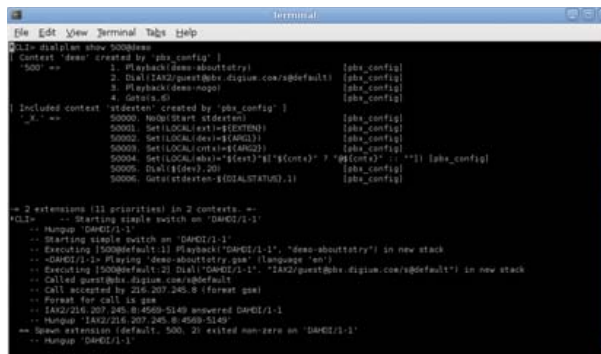 Terminal
File Edit View Terminal Tabs Help
*CLI> dialplan show 500@demo
[ Context 'demo' created by 'pbx_config' ]
'500' => 1. Playback(demo-abouttotry) [pbx_config]
2. Dial(IAX2/guest@pbx.digium.com/s@default) [pbx_config]
3. Playback(demo-nogo) [pbx_config]
4. Goto(s,6) [pbx_config]
[ Included context 'stdexten' created by 'pbx_config' ]
'_X.' => 50000. NoOp(Start stdexten) [pbx_config]
50001. Set(LOCAL(ext)=${EXTEN}) [pbx_config]
50002. Set(LOCAL(dev)=${ARG1}) [pbx_config]
50003. Set(LOCAL(cntx)=${ARG2}) [pbx_config]
50004. Set(LOCAL(mbx)="${ext}"$["${cntx}" ? "@${cntx}" :: ""]) [pbx_config]
50005. Dial(${dev},20) [pbx_config]
50006. Goto(stdexten-${DIALSTATUS},1) [pbx_config]
-= 2 extensions (11 priorities) in 2 contexts. =-
*CLI> -- Starting simple switch on 'DAHDI/1-1'
-- Hungup 'DAHDI/1-1'
-- Starting simple switch on 'DAHDI/1-1'
-- Executing [500@default:1] Playback("DAHDI/1-1", "demo-abouttotry") in new stack
-- <DAHDI/1-1> Playing 'demo-abouttotry.gsm' (language 'en')
-- Executing [500@default:2] Dial("DAHDI/1-1", "IAX2/guest@pbx.digium.com/s@default") in new stack
-- Called guest@pbx.digium.com/s@default
-- Call accepted by 216.207.245.8 (format gsm)
-- Format for call is gsm
-- IAX2/216.207.245.8:4569-5149 answered DAHDI/1-1
-- Hungup 'IAX2/216.207.245.8:4569-5149'
== Spawn extension (default, 500, 2) exited non-zero on 'DAHDI/1-1'
-- Hungup 'DAHDI/1-1'